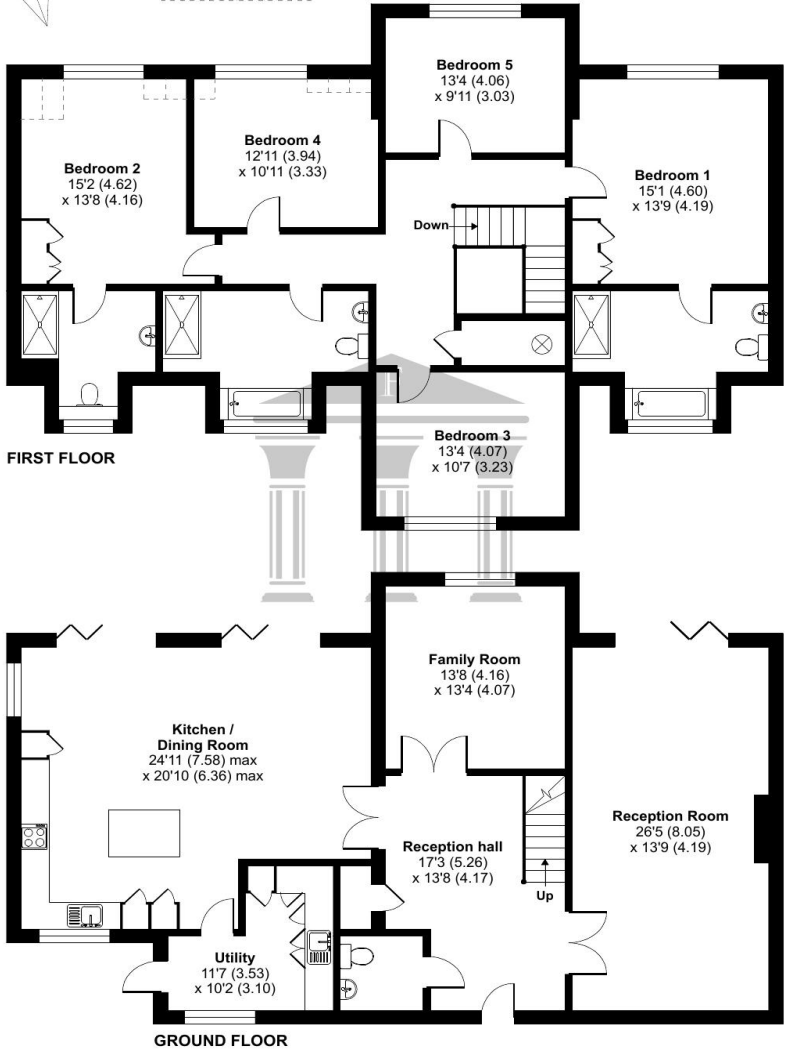 Bedroom 5
13'4 (4.06)
x 9'11 (3.03)
Bedroom 2
15'2 (4.62)
x 13'8 (4.16)
Bedroom 4
12'11 (3.94)
x 10'11 (3.33)
Bedroom 1
15'1 (4.60)
x 13'9 (4.19)
Down
Bedroom 3
13'4 (4.07)
x 10'7 (3.23)
FIRST FLOOR
Family Room
13'8 (4.16)
x 13'4 (4.07)
Kitchen /
Dining Room
24'11 (7.58) max
x 20'10 (6.36) max
Reception hall
17'3 (5.26)
x 13'8 (4.17)
Reception Room
26'5 (8.05)
x 13'9 (4.19)
Up
Utility
11'7 (3.53)
x 10'2 (3.10)
GROUND FLOOR